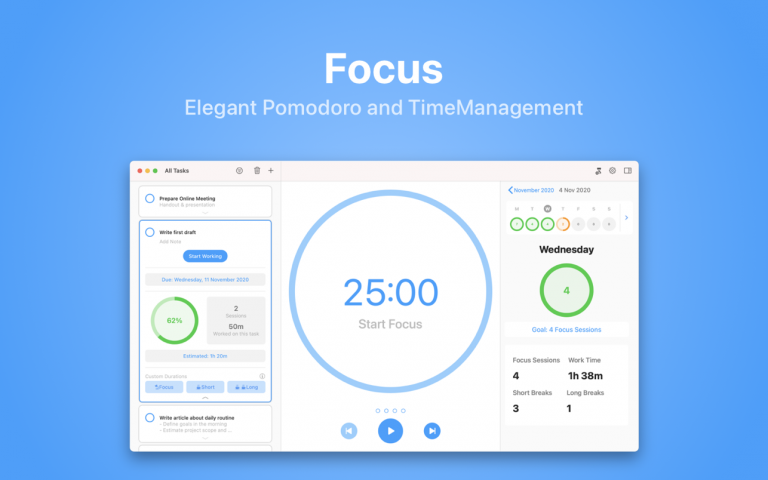 Focus
Elegant Pomodoro and TimeManagement
All Tasks
Prepare Online Meeting
Handout & presentation
Write first draft
Add Note
Start Working
Due: Wednesday, 11 November 2020
62%
2
Sessions
50m
Worked on this task
Estimated: 1h 20m
Custom Durations
Focus
Short
Long
Write article about daily routine
- Define goals in the morning
- Estimate project scope and ...
25:00
Start Focus
November 2020
4 Nov 2020
M T W T F S S
Wednesday
4
Goal: 4 Focus Sessions
Focus Sessions
Work Time
4
1h 38m
Short Breaks
Long Breaks
3
1